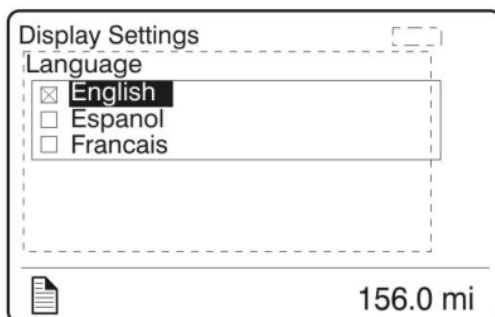 Display Settings
Language
English
Espanol
Francais
156.0 mi